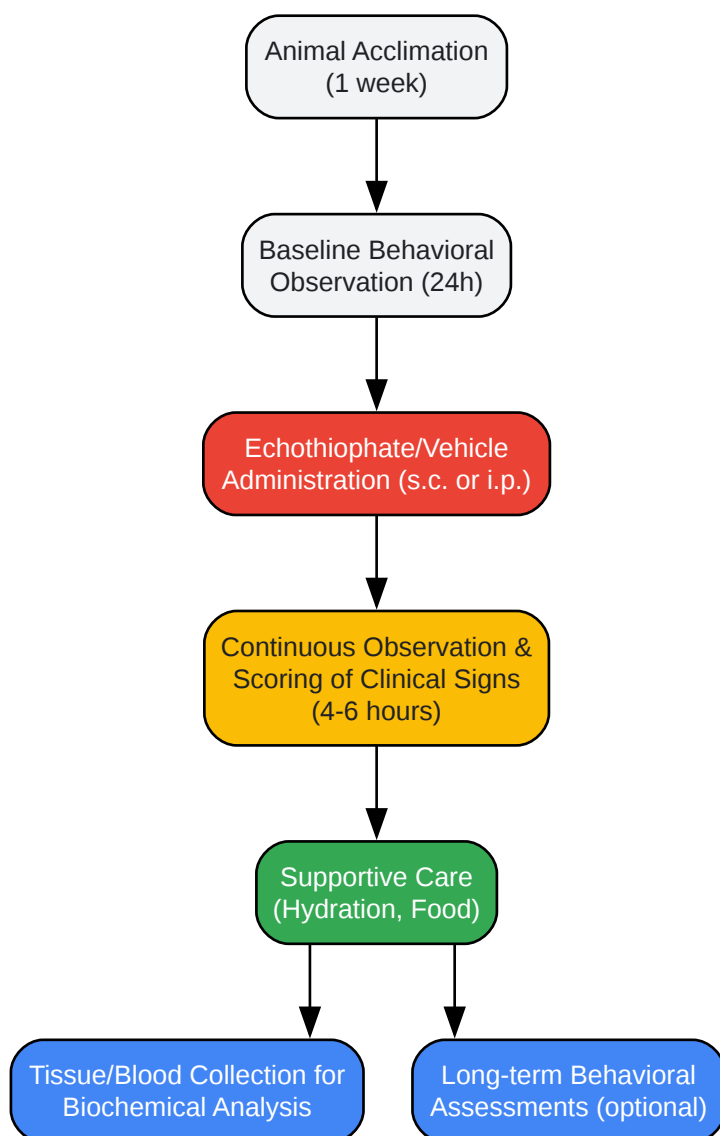 Animal Acclimation
(1 week)
Baseline Behavioral
Observation (24h)
Echothiophate/Vehicle
Administration (s.c. or i.p.)
Continuous Observation &
Scoring of Clinical Signs
(4-6 hours)
Supportive Care
(Hydration, Food)
Tissue/Blood Collection for
Biochemical Analysis
Long-term Behavioral
Assessments (optional)